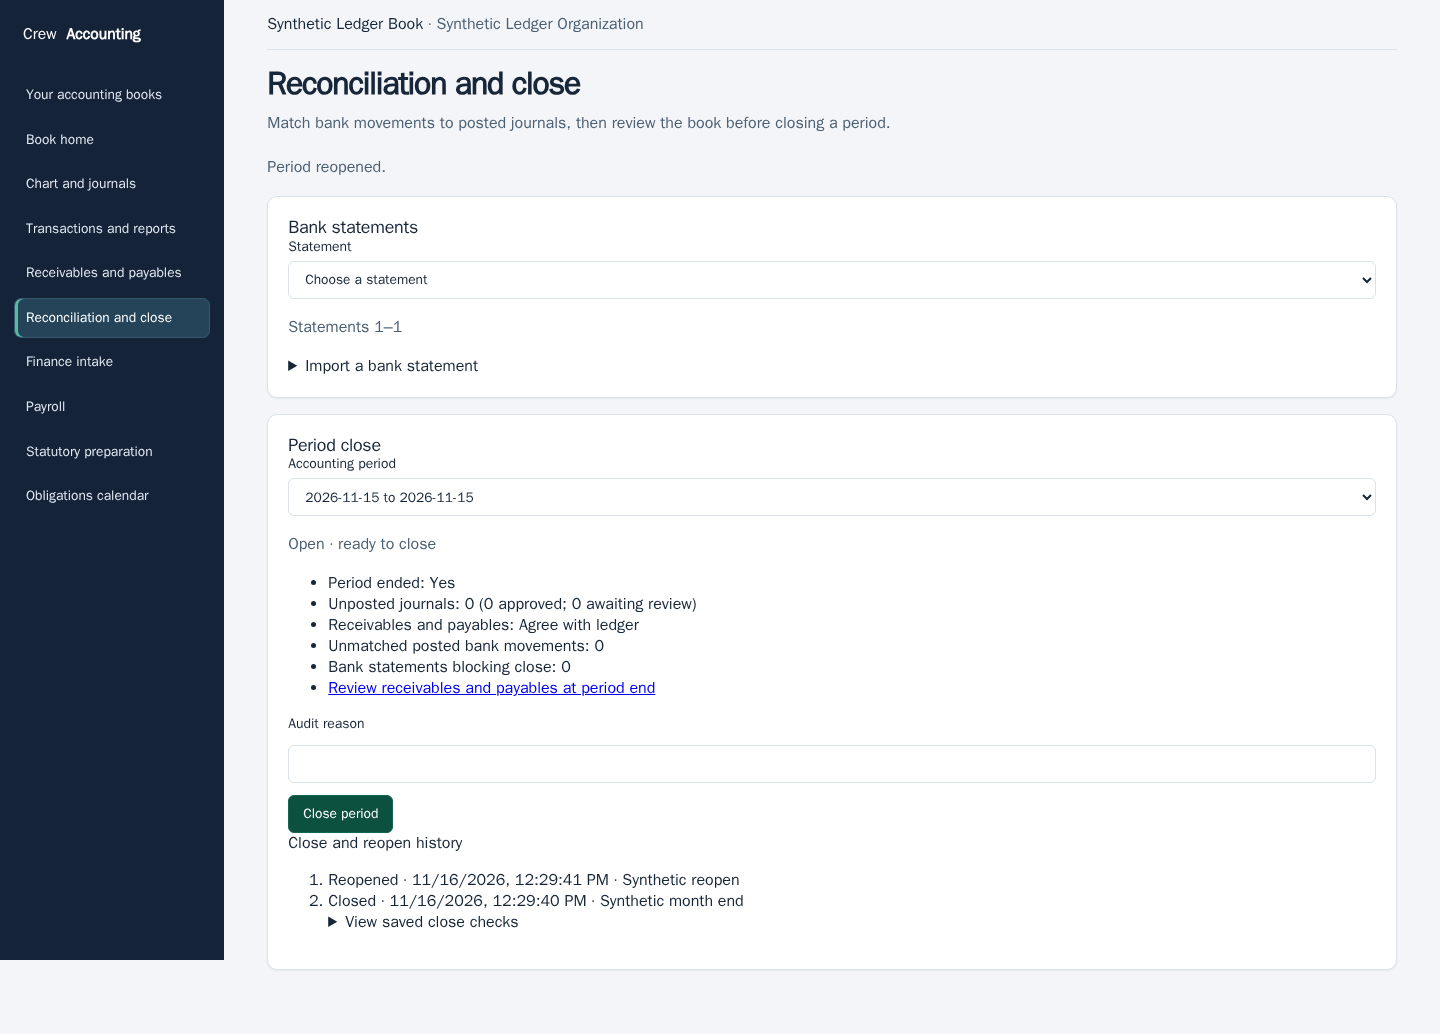 Crew Accounting
Your accounting books
Book home
Chart and journals
Transactions and reports
Receivables and payables
Reconciliation and close
Finance intake
Payroll
Statutory preparation
Obligations calendar
Synthetic Ledger Book · Synthetic Ledger Organization
Reconciliation and close
Match bank movements to posted journals, then review the book before closing a period.
Period reopened.
Bank statements
Statement
Choose a statement
Statements 1–1
Import a bank statement
Period close
Accounting period
2026-11-15 to 2026-11-15
Open · ready to close
Period ended: Yes
Unposted journals: 0 (0 approved; 0 awaiting review)
Receivables and payables: Agree with ledger
Unmatched posted bank movements: 0
Bank statements blocking close: 0
Review receivables and payables at period end
Audit reason
Close period
Close and reopen history
1. Reopened · 11/16/2026, 12:29:41 PM · Synthetic reopen
2. Closed · 11/16/2026, 12:29:40 PM · Synthetic month end
View saved close checks